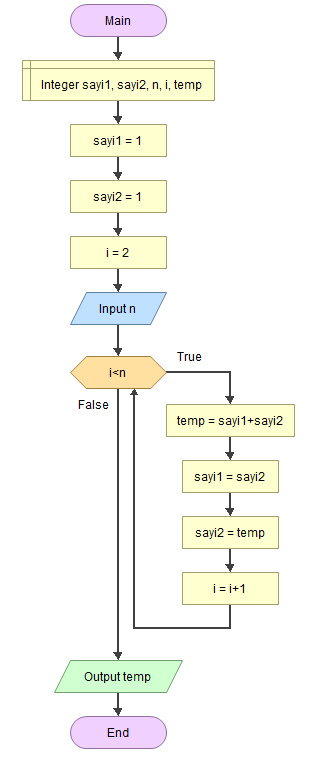 Main
Integer sayi1, sayi2, n, i, temp
sayi1 = 1
sayi2 = 1
i = 2
Input n
i<n
True
False
temp = sayi1+sayi2
sayi1 = sayi2
sayi2 = temp
i = i+1
Output temp
End